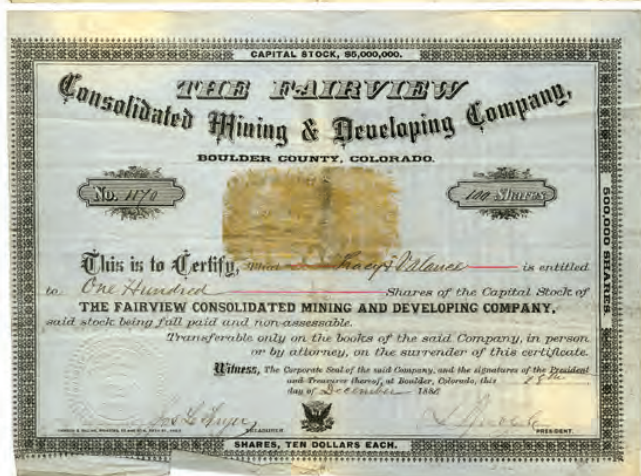 CAPITAL STOCK, $5,000,000.
THE FAIRVIEW
Consolidated Mining & Developing Company,
BOULDER COUNTY, COLORADO.
No. 1170
100 Shares
500,000 SHARES.
This is to Certify, that Tracy & Valance is entitled
to One Hundred Shares of the Capital Stock of
THE FAIRVIEW CONSOLIDATED MINING AND DEVELOPING COMPANY,
said stock being full paid and non-assessable.
Transferable only on the books of the said Company, in person
or by attorney, on the surrender of this certificate.
Witness, The Corporate Seal of the said Company, and the signatures of the President
and Treasurer thereof, at Boulder, Colorado, this 28th
day of December 188
TREASURER
PRESIDENT
SHARES, TEN DOLLARS EACH.